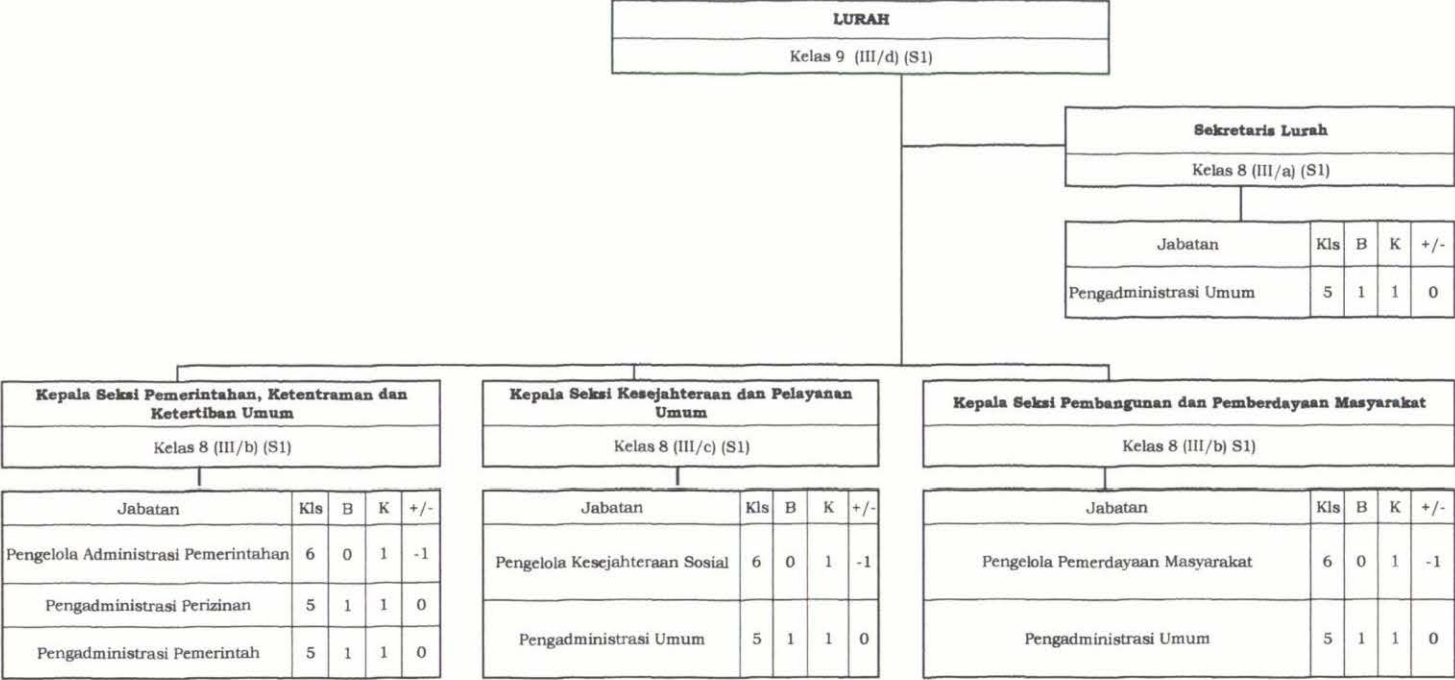 LURAH
Kelas 9 (III/d) (S1)
Sekretaris Lurah
Kelas 8 (III/a) (S1)
Jabatan Kls B K +/-
Pengadministrasi Umum 5 1 1 0
Kepala Seksi Pemerintahan, Ketentraman dan
Ketertiban Umum
Kelas 8 (III/b) (S1)
Jabatan Kls B K +/-
Pengelola Administrasi Pemerintahan 6 0 1 -1
Pengadministrasi Perizinan 5 1 1 0
Pengadministrasi Pemerintah 5 1 1 0
Kepala Seksi Kesejahteraan dan Pelayanan
Umum
Kelas 8 (III/c) (S1)
Jabatan Kls B K +/-
Pengelola Kesejahteraan Sosial 6 0 1 -1
Pengadministrasi Umum 5 1 1 0
Kepala Seksi Pembangunan dan Pemberdayaan Masyarakat
Kelas 8 (III/b) S1)
Jabatan Kls B K +/-
Pengelola Pemerdayaan Masyarakat 6 0 1 -1
Pengadministrasi Umum 5 1 1 0